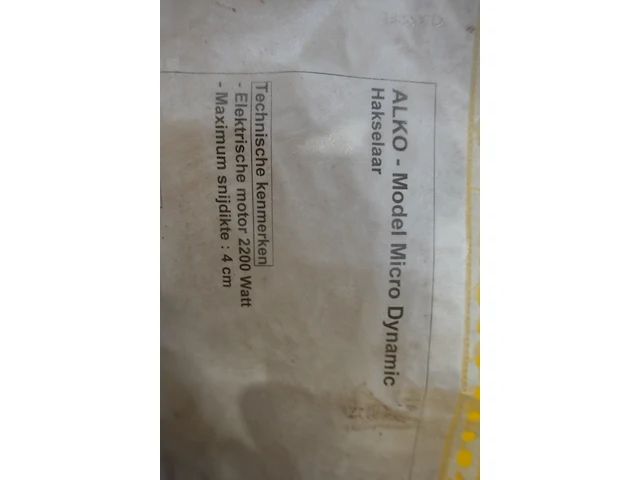 ALKO - Model Micro Dynamic
Hakselaar
Technische kenmerken
- Elektrische motor 2200 Watt
- Maximum snijdikte : 4 cm